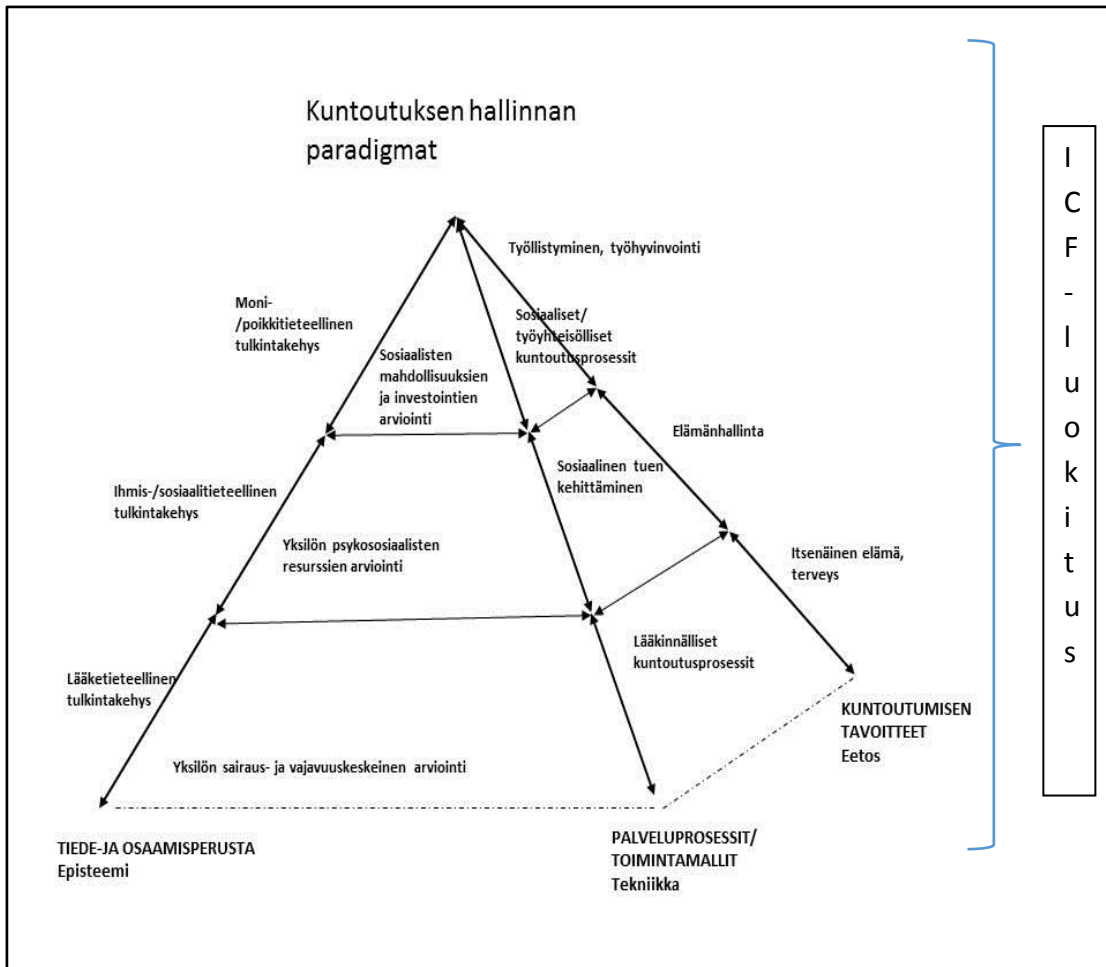 Kuntoutuksen hallinnan
paradigmat
Työllistyminen, työhyvinvointi
Moni-
/poikkitieteellinen
tulkintakehys
Sosiaaliset/
työyhteisölliset
kuntoutusprosessit
Sosiaalisten
mahdollisuuksien
ja investointien
arviointi
Elämänhallinta
Sosiaalinen tuen
kehittäminen
Ihmis-/sosiaalitieteellinen
tulkintakehys
Yksilön psykososiaalisten
resurssien arviointi
Itsenäinen elämä,
terveys
Lääkinnälliset
kuntoutusprosessit
Lääketieteellinen
tulkintakehys
KUNTOUTUMISEN
TAVOITTEET
Eetos
Yksilön sairaus- ja vajavuuskeskeinen arviointi
TIEDE-JA OSAAMISPERUSTA
Episteemi
PALVELUPROSESSIT/
TOIMINTAMALLIT
Tekniikka
I
C
F
-
l
u
o
k
i
t
u
s